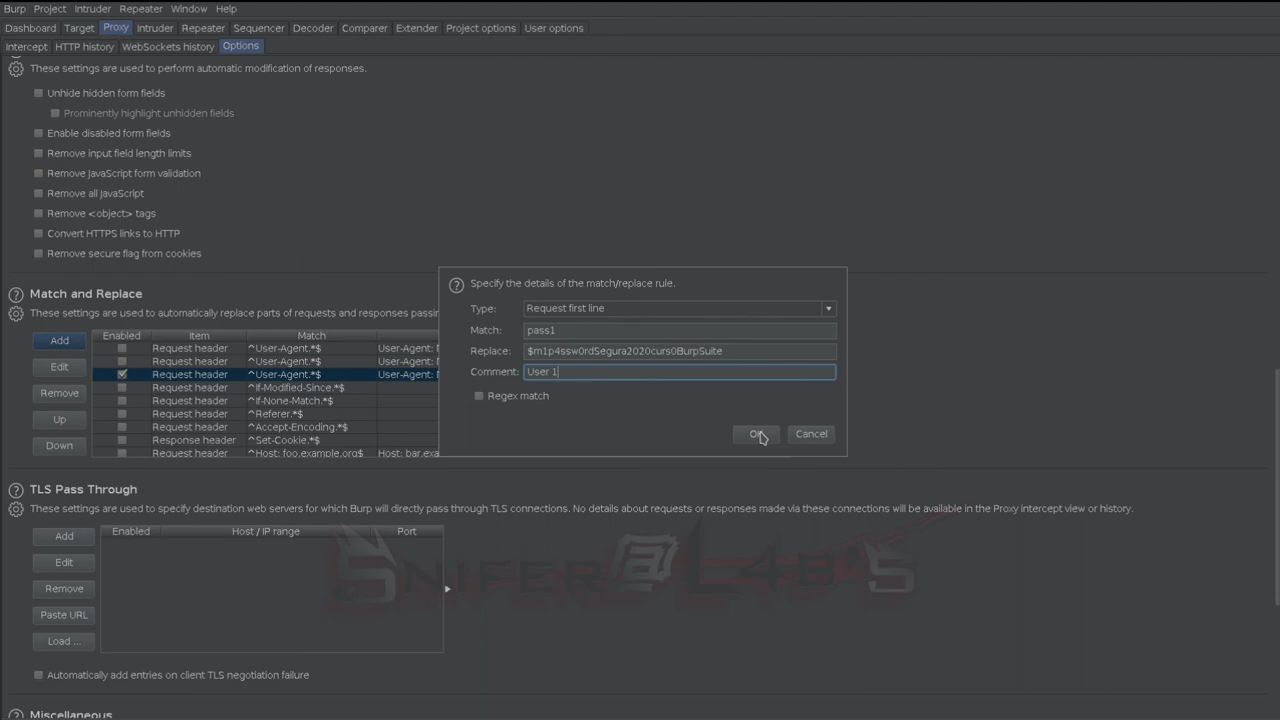 Burp Project Intruder Repeater Window Help
Dashboard Target Proxy Intruder Repeater Sequencer Decoder Comparer Extender Project options User options
Intercept HTTP history WebSockets history Options
These settings are used to perform automatic modification of responses.
Unhide hidden form fields
Prominently highlight unhidden fields
Enable disabled form fields
Remove input field length limits
Remove JavaScript form validation
Remove all JavaScript
Remove <object> tags
Convert HTTPS links to HTTP
Remove secure flag from cookies
Specify the details of the match/replace rule.
Type: Request first line
Match: pass1
Replace: $m1p4ssw0rdSegura2020curs0BurpSuite
Comment: User 1
Regex match
OK Cancel
Match and Replace
These settings are used to automatically replace parts of requests and responses passin
Add Edit Remove Up Down
Enabled Item Match
Request header ^User-Agent.*$ User-Agent: M
Request header ^User-Agent.*$ User-Agent: M
Request header ^User-Agent.*$ User-Agent: M
Request header ^If-Modified-Since.*$
Request header ^If-None-Match.*$
Request header ^Referer.*$
Request header ^Accept-Encoding.*$
Response header ^Set-Cookie.*$
Request header ^Host: foo.example.org$ Host: bar.exa
TLS Pass Through
These settings are used to specify destination web servers for which Burp will directly pass through TLS connections. No details about requests or responses made via these connections will be available in the Proxy intercept view or history.
Enabled Host / IP range Port
Add
Edit
Remove
Paste URL
Load ...
SNIFER@L4B'S
Automatically add entries on client TLS negotiation failure
Miscellaneous